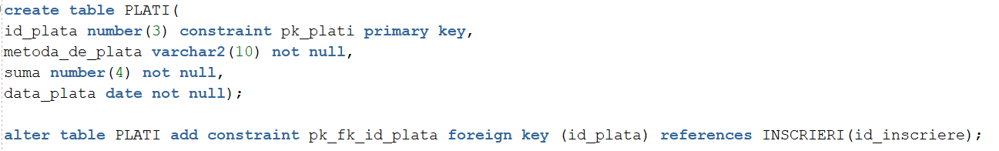 create table PLATI(
id_plata number(3) constraint pk_plati primary key,
metoda_de_plata varchar2(10) not null,
suma number(4) not null,
data_plata date not null);
alter table PLATI add constraint pk_fk_id_plata foreign key (id_plata) references INSCRIERI(id_inscriere);